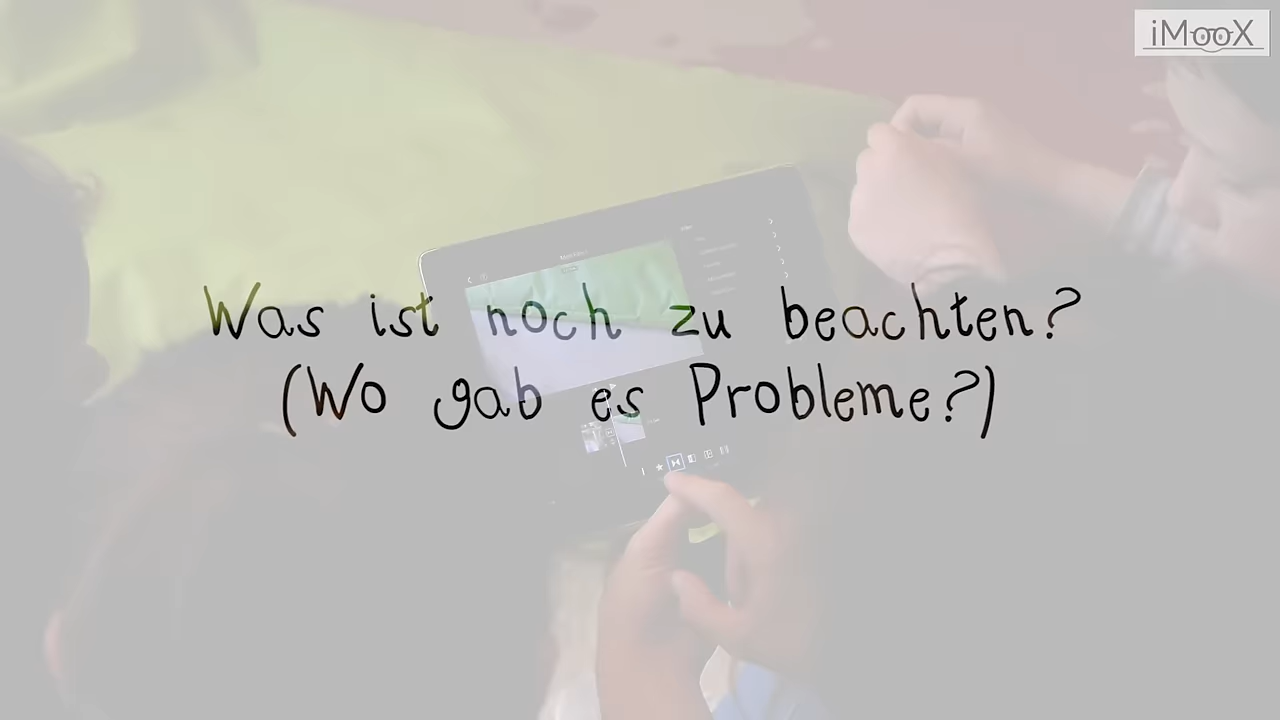 iMooX
Was ist noch zu beachten?
(Wo gab es Probleme?)